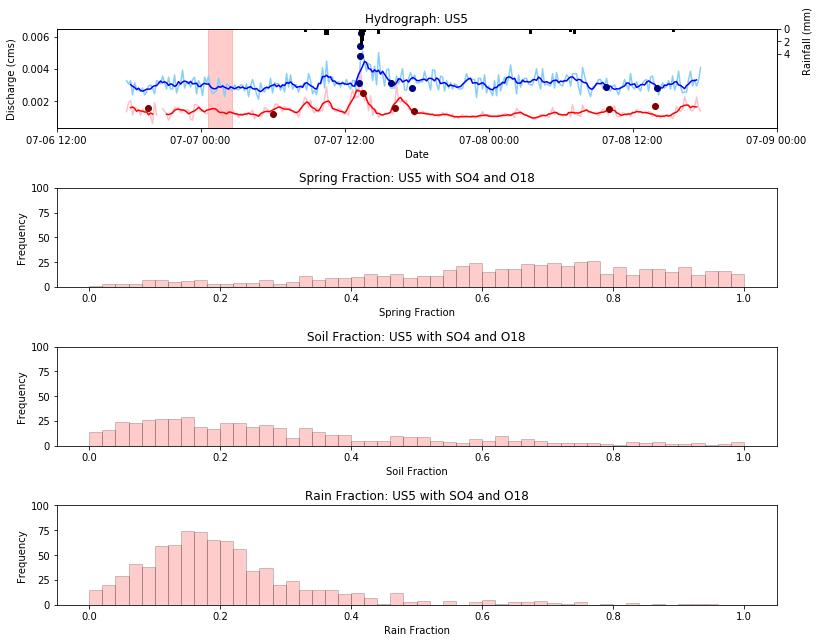 Hydrograph: US5
0.006
0.004
0.002
Discharge (cms)
0
2
4
Rainfall (mm)
07-06 12:00 07-07 00:00 07-07 12:00 07-08 00:00 07-08 12:00 07-09 00:00
Date
Spring Fraction: US5 with SO4 and O18
100
75
50
25
0
Frequency
0.0 0.2 0.4 0.6 0.8 1.0
Spring Fraction
Soil Fraction: US5 with SO4 and O18
100
75
50
25
0
Frequency
0.0 0.2 0.4 0.6 0.8 1.0
Soil Fraction
Rain Fraction: US5 with SO4 and O18
100
75
50
25
0
Frequency
0.0 0.2 0.4 0.6 0.8 1.0
Rain Fraction